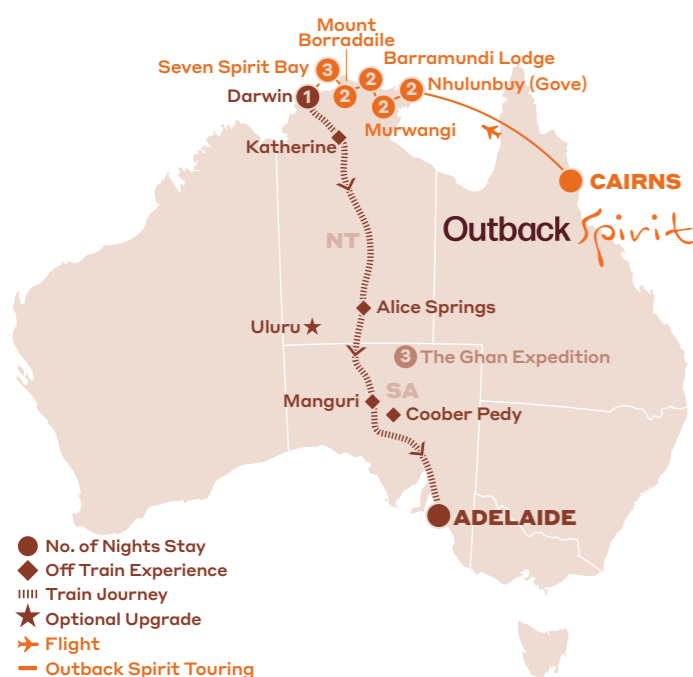 Mount
Borradaile
Seven Spirit Bay
3
2
2
Barramundi Lodge
Darwin
1
2
2
Nhulunbuy (Gove)
Murwangi
Katherine
CAIRNS
Outback Spirit
NT
Alice Springs
Uluru
3
The Ghan Expedition
SA
Manguri
Coober Pedy
ADELAIDE
No. of Nights Stay
Off Train Experience
Train Journey
Optional Upgrade
Flight
Outback Spirit Touring